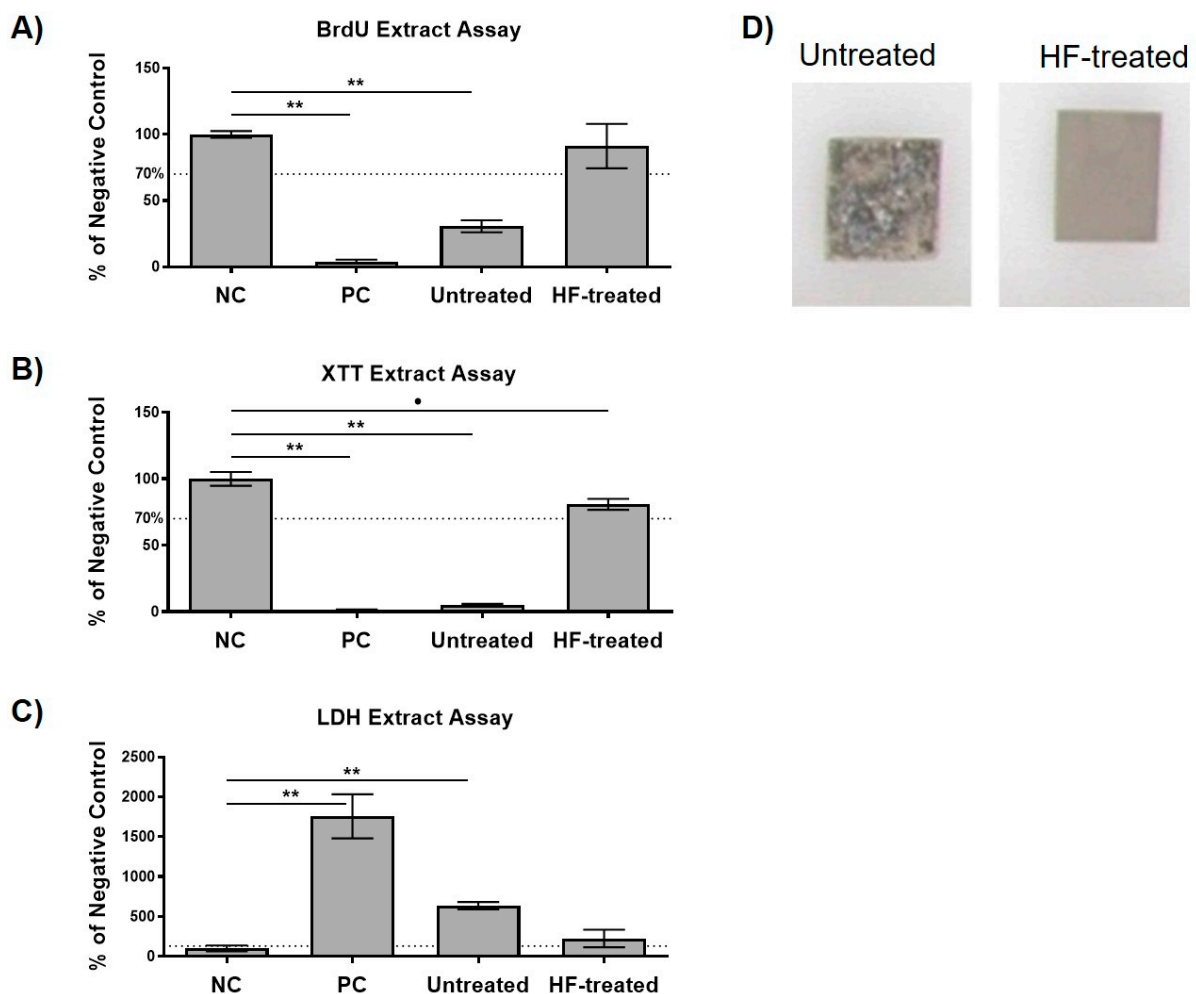 A)
BrdU Extract Assay
% of Negative Control
150
100
70%
50
0
**
**
NC PC Untreated HF-treated
B)
XTT Extract Assay
% of Negative Control
150
100
70%
50
0
•
**
**
NC PC Untreated HF-treated
C)
LDH Extract Assay
% of Negative Control
2500
2000
1500
1000
500
0
**
**
NC PC Untreated HF-treated
D)
Untreated HF-treated